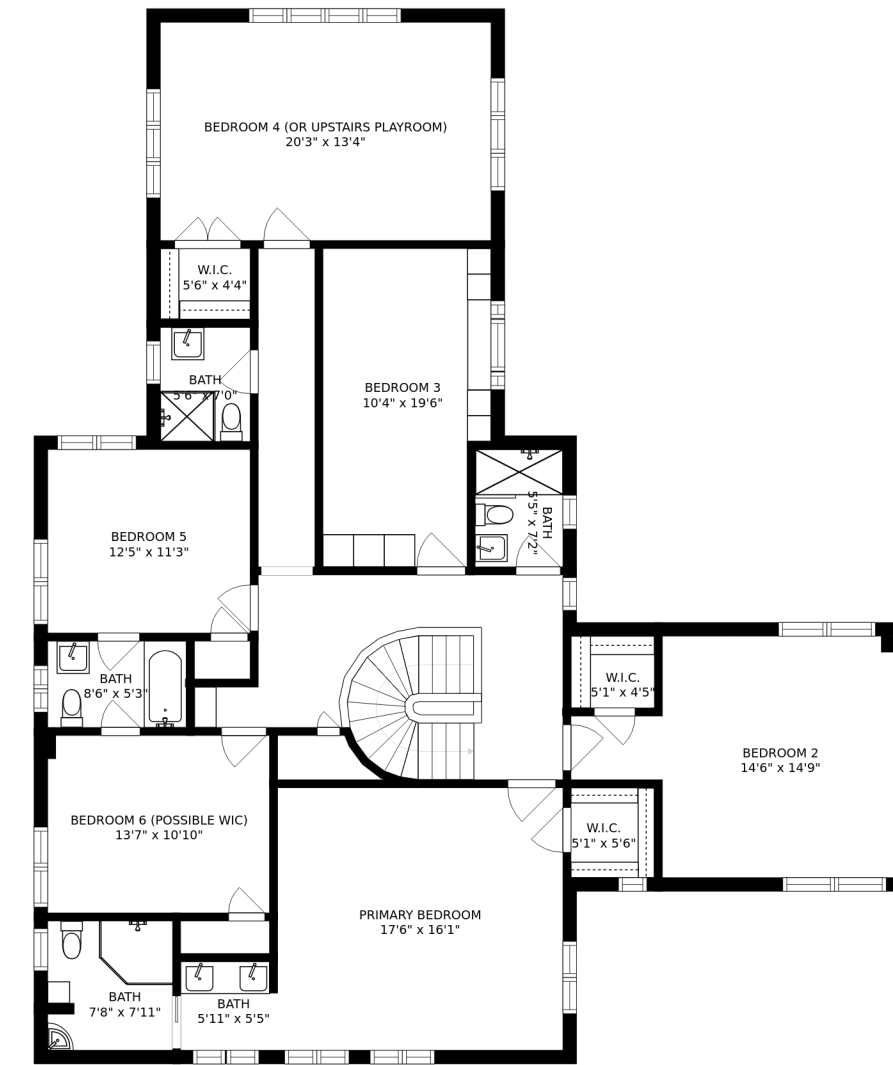 BEDROOM 4 (OR UPSTAIRS PLAYROOM)
20'3" x 13'4"
W.I.C.
5'6" x 4'4"
BATH
5'6" x 7'0"
BEDROOM 3
10'4" x 19'6"
BATH
5'5" x 7'2"
BEDROOM 5
12'5" x 11'3"
BATH
8'6" x 5'3"
W.I.C.
5'1" x 4'5"
BEDROOM 2
14'6" x 14'9"
BEDROOM 6 (POSSIBLE WIC)
13'7" x 10'10"
W.I.C.
5'1" x 5'6"
PRIMARY BEDROOM
17'6" x 16'1"
BATH
7'8" x 7'11"
BATH
5'11" x 5'5"